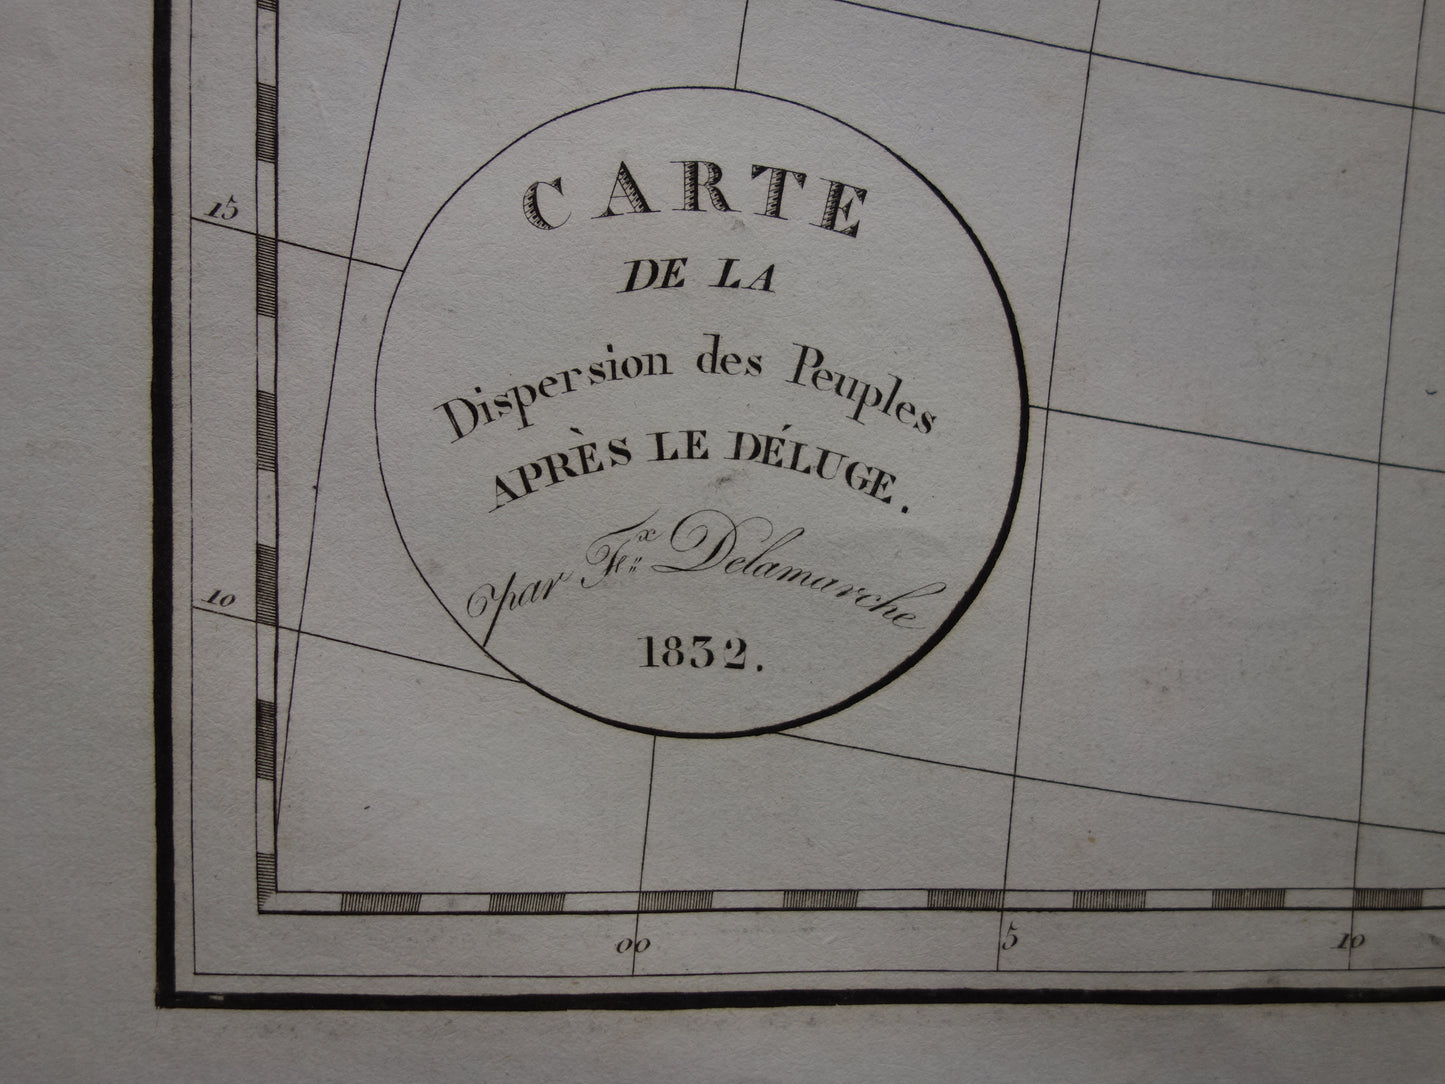 CARTE
DE LA
Dispersion des Peuples
APRÈS LE DÉLUGE.
par Fx. Delamarche
1832.
15
10
00
5
10